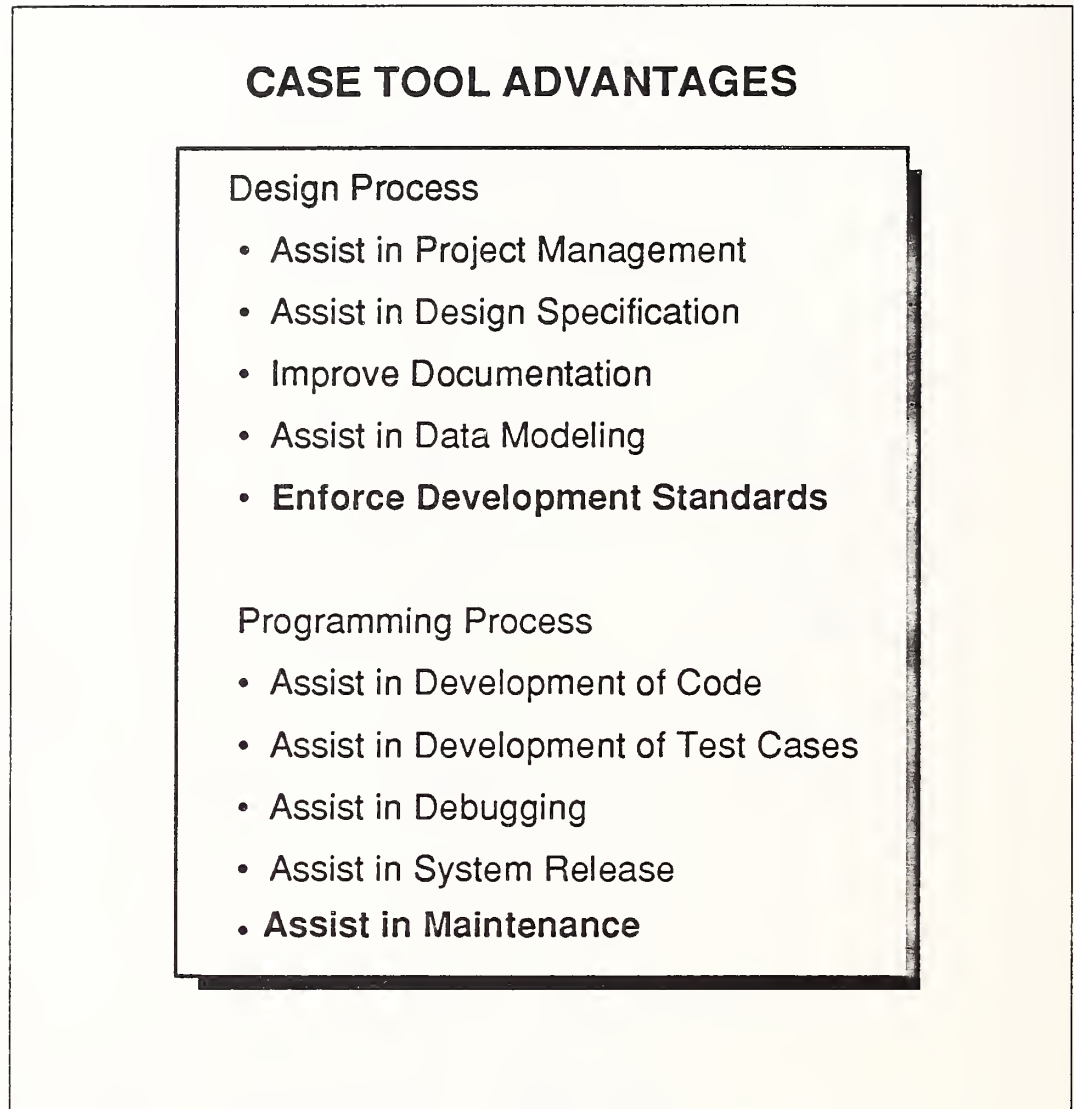 CASE TOOL ADVANTAGES
Design Process
• Assist in Project Management
• Assist in Design Specification
• Improve Documentation
• Assist in Data Modeling
• Enforce Development Standards
Programming Process
• Assist in Development of Code
• Assist in Development of Test Cases
• Assist in Debugging
• Assist in System Release
• Assist in Maintenance